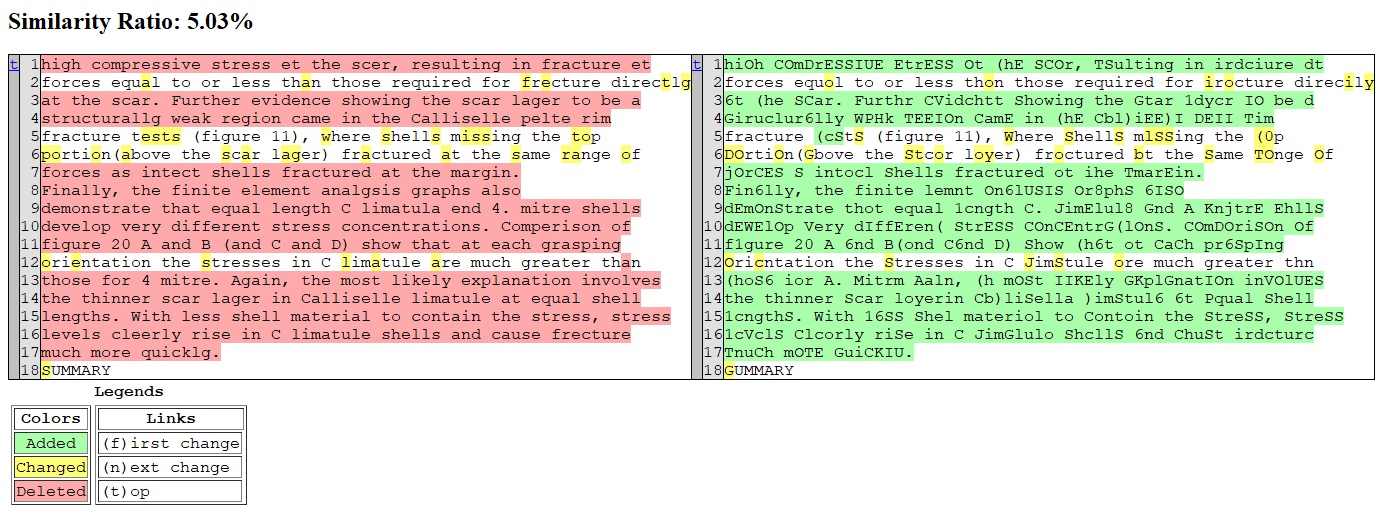 Similarity Ratio: 5.03%
t 1 high compressive stress et the scer, resulting in fracture et t 1 hiOh COmDrESSIUE EtrESS Ot (hE SCOr, TSulting in irdciure dt
2 forces equal to or less than those required for frecture directlg 2 forces equol to or less thon those required for irocture direcily
3 at the scar. Further evidence showing the scar lager to be a 3 6t (he SCar. Furthr CVidchtt Showing the Gtar 1dycr IO be d
4 structurallg weak region came in the Calliselle pelte rim 4 Giruclur6lly WPHk TEEIOn CamE in (hE Cbl)iEE)I DEII Tim
5 fracture tests (figure 11), where shells missing the top 5 fracture (cStS (figure 11), Where ShellS mlSSing the (0p
6 portion(above the scar lager) fractured at the same range of 6 DOrtiOn(Gbove the Stcor loyer) froctured bt the Same TOnge Of
7 forces as intect shells fractured at the margin. 7 jOrCES S intocl Shells fractured ot ihe TmarEin.
8 Finally, the finite element analgsis graphs also 8 Fin6lly, the finite lemnt On6lUSIS Or8phS 6ISO
9 demonstrate that equal length C limatula end 4. mitre shells 9 dEmOnStrate thot equal 1cngth C. JimElul8 Gnd A KnjtrE EhllS
10 develop very different stress concentrations. Comparison of 10 dEWElOp Very dIffEren( StrESS COnCEntrG(lOnS. COmDOriSOn Of
11 figure 20 A and B (and C and D) show that at each grasping 11 f1gure 20 A 6nd B(ond C6nd D) Show (h6t ot CaCh pr6SpIng
12 orientation the stresses in C limatule are much greater than 12 Oricntation the Stresses in C JimStule ore much greater thn
13 those for 4 mitre. Again, the most likely explanation involves 13 (hoS6 ior A. Mitrm Aaln, (h mOSt IIKEly GKplGnatIOn inVOlUES
14 the thinner scar lager in Calliselle limatule at equal shell 14 the thinner Scar loyerin Cb)liSella )imStul6 6t Pqual Shell
15 lengths. With less shell material to contain the stress, stress 15 1cngthS. With 16SS Shel materiol to Contoin the StreSS, StreSS
16 levels cleerly rise in C limatule shells and cause frecture 16 1cVclS Clcorly riSe in C JimGlulo ShcllS 6nd ChuSt irdcturc
17 much more quicklg. 17 TnuCh mOTE GuiCKIU.
18 SUMMARY 18 GUMMARY
Legends
Colors Links
Added (f)irst change
Changed (n)ext change
Deleted (t)op